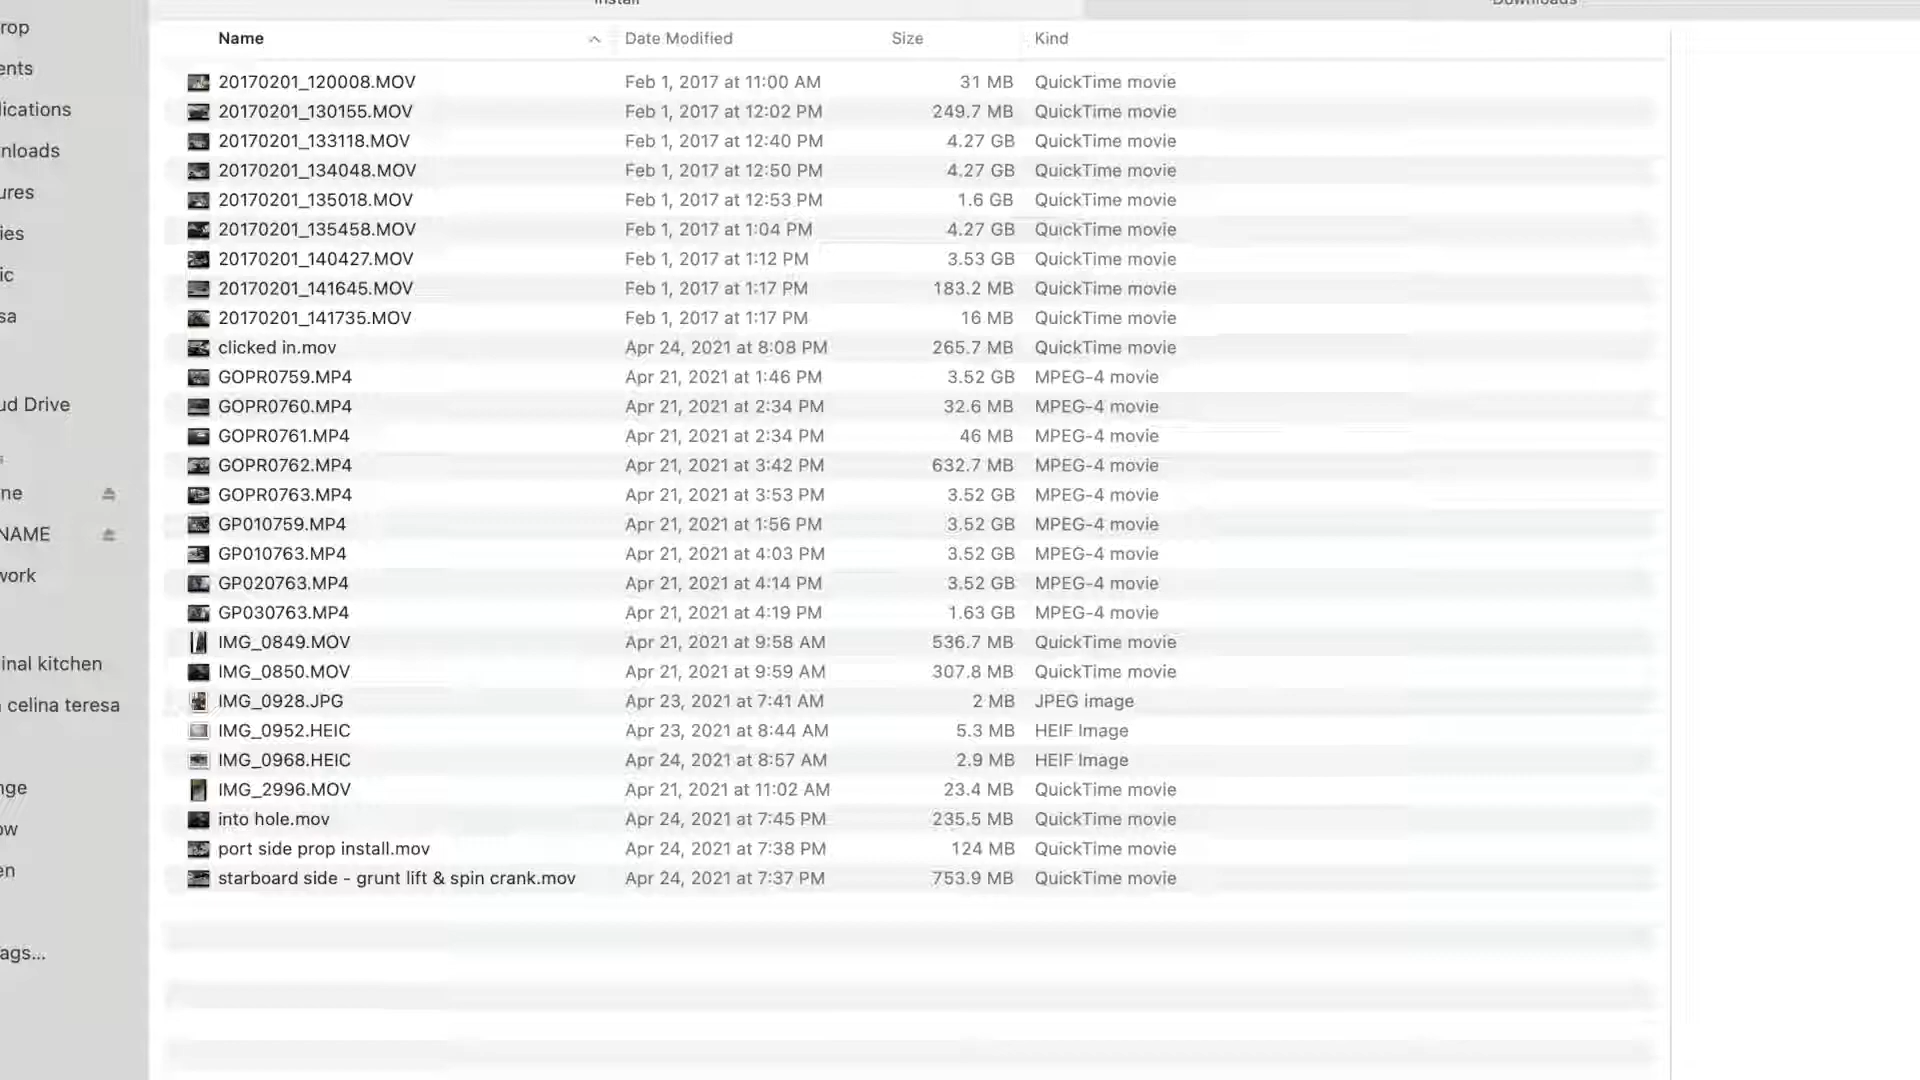 Install Downloads
Name Date Modified Size Kind
20170201_120008.MOV Feb 1, 2017 at 11:00 AM 31 MB QuickTime movie
20170201_130155.MOV Feb 1, 2017 at 12:02 PM 249.7 MB QuickTime movie
20170201_133118.MOV Feb 1, 2017 at 12:40 PM 4.27 GB QuickTime movie
20170201_134048.MOV Feb 1, 2017 at 12:50 PM 4.27 GB QuickTime movie
20170201_135018.MOV Feb 1, 2017 at 12:53 PM 1.6 GB QuickTime movie
20170201_135458.MOV Feb 1, 2017 at 1:04 PM 4.27 GB QuickTime movie
20170201_140427.MOV Feb 1, 2017 at 1:12 PM 3.53 GB QuickTime movie
20170201_141645.MOV Feb 1, 2017 at 1:17 PM 183.2 MB QuickTime movie
20170201_141735.MOV Feb 1, 2017 at 1:17 PM 16 MB QuickTime movie
clicked in.mov Apr 24, 2021 at 8:08 PM 265.7 MB QuickTime movie
GOPR0759.MP4 Apr 21, 2021 at 1:46 PM 3.52 GB MPEG-4 movie
GOPR0760.MP4 Apr 21, 2021 at 2:34 PM 32.6 MB MPEG-4 movie
GOPR0761.MP4 Apr 21, 2021 at 2:34 PM 46 MB MPEG-4 movie
GOPR0762.MP4 Apr 21, 2021 at 3:42 PM 632.7 MB MPEG-4 movie
GOPR0763.MP4 Apr 21, 2021 at 3:53 PM 3.52 GB MPEG-4 movie
GP010759.MP4 Apr 21, 2021 at 1:56 PM 3.52 GB MPEG-4 movie
GP010763.MP4 Apr 21, 2021 at 4:03 PM 3.52 GB MPEG-4 movie
GP020763.MP4 Apr 21, 2021 at 4:14 PM 3.52 GB MPEG-4 movie
GP030763.MP4 Apr 21, 2021 at 4:19 PM 1.63 GB MPEG-4 movie
IMG_0849.MOV Apr 21, 2021 at 9:58 AM 536.7 MB QuickTime movie
IMG_0850.MOV Apr 21, 2021 at 9:59 AM 307.8 MB QuickTime movie
IMG_0928.JPG Apr 23, 2021 at 7:41 AM 2 MB JPEG image
IMG_0952.HEIC Apr 23, 2021 at 8:44 AM 5.3 MB HEIF Image
IMG_0968.HEIC Apr 24, 2021 at 8:57 AM 2.9 MB HEIF Image
IMG_2996.MOV Apr 21, 2021 at 11:02 AM 23.4 MB QuickTime movie
into hole.mov Apr 24, 2021 at 7:45 PM 235.5 MB QuickTime movie
port side prop install.mov Apr 24, 2021 at 7:38 PM 124 MB QuickTime movie
starboard side - grunt lift & spin crank.mov Apr 24, 2021 at 7:37 PM 753.9 MB QuickTime movie
rop
ents
lications
nloads
ures
ies
ic
sa
ud Drive
s
ne
NAME
work
inal kitchen
celina teresa
nge
ow
en
ags...